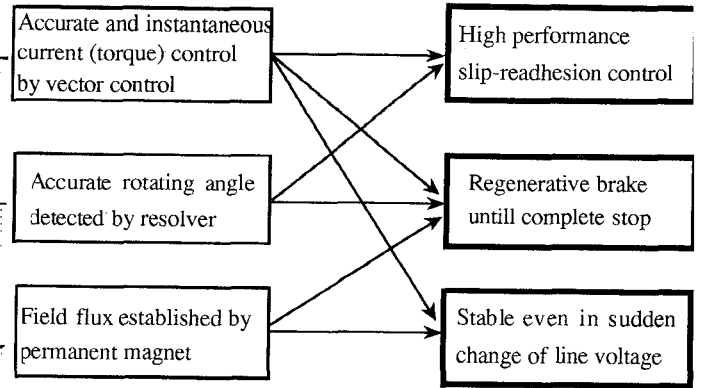 Accurate and instantaneous
current (torque) control
by vector control
High performance
slip-readhesion control
Accurate rotating angle
detected by resolver
Regenerative brake
untill complete stop
Field flux established by
permanent magnet
Stable even in sudden
change of line voltage